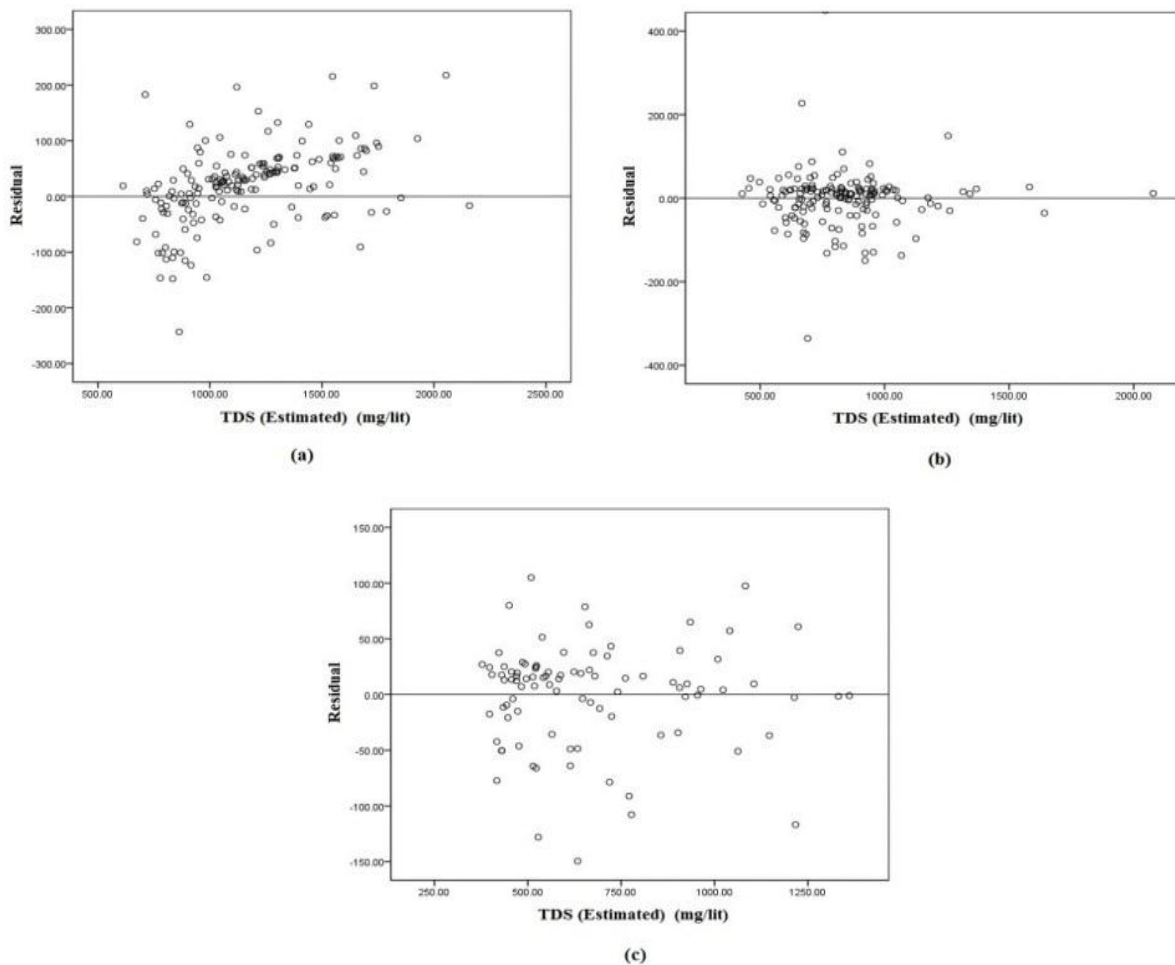 300.00
200.00
100.00
0.00
-100.00
-200.00
-300.00
Residual
500.00 1000.00 1500.00 2000.00 2500.00
TDS (Estimated) (mg/lit)
(a)
400.00
200.00
0.00
-200.00
-400.00
Residual
500.00 1000.00 1500.00 2000.00
TDS (Estimated) (mg/lit)
(b)
150.00
100.00
50.00
0.00
-50.00
-100.00
-150.00
Residual
250.00 500.00 750.00 1000.00 1250.00
TDS (Estimated) (mg/lit)
(c)